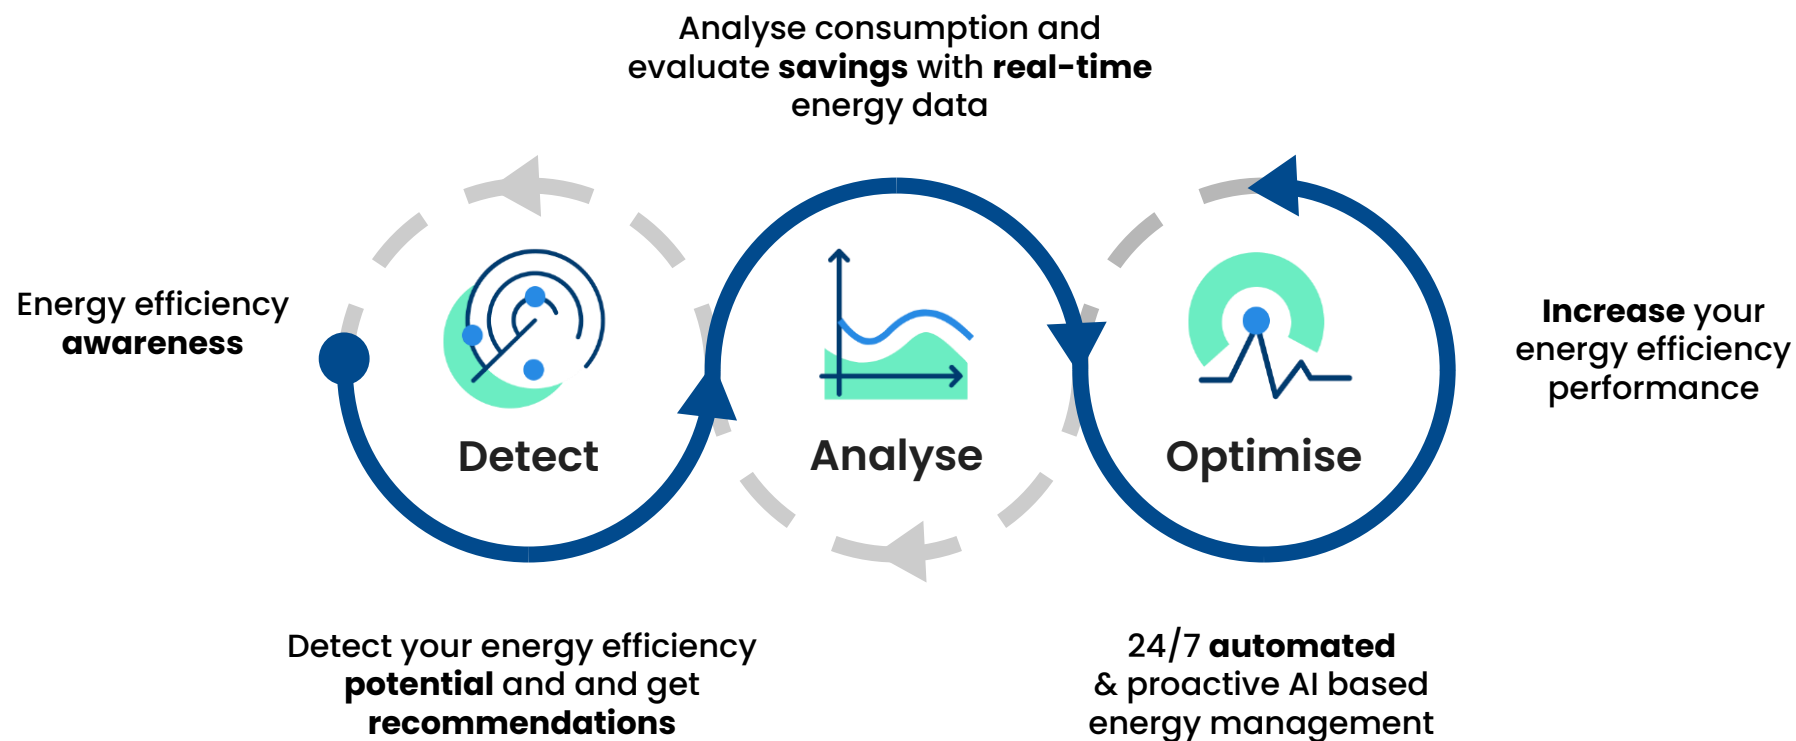 Analyse consumption and
evaluate savings with real-time
energy data
Energy efficiency
awareness
Detect
Analyse
Optimise
Increase your
energy efficiency
performance
Detect your energy efficiency
potential and and get
recommendations
24/7 automated
& proactive AI based
energy management